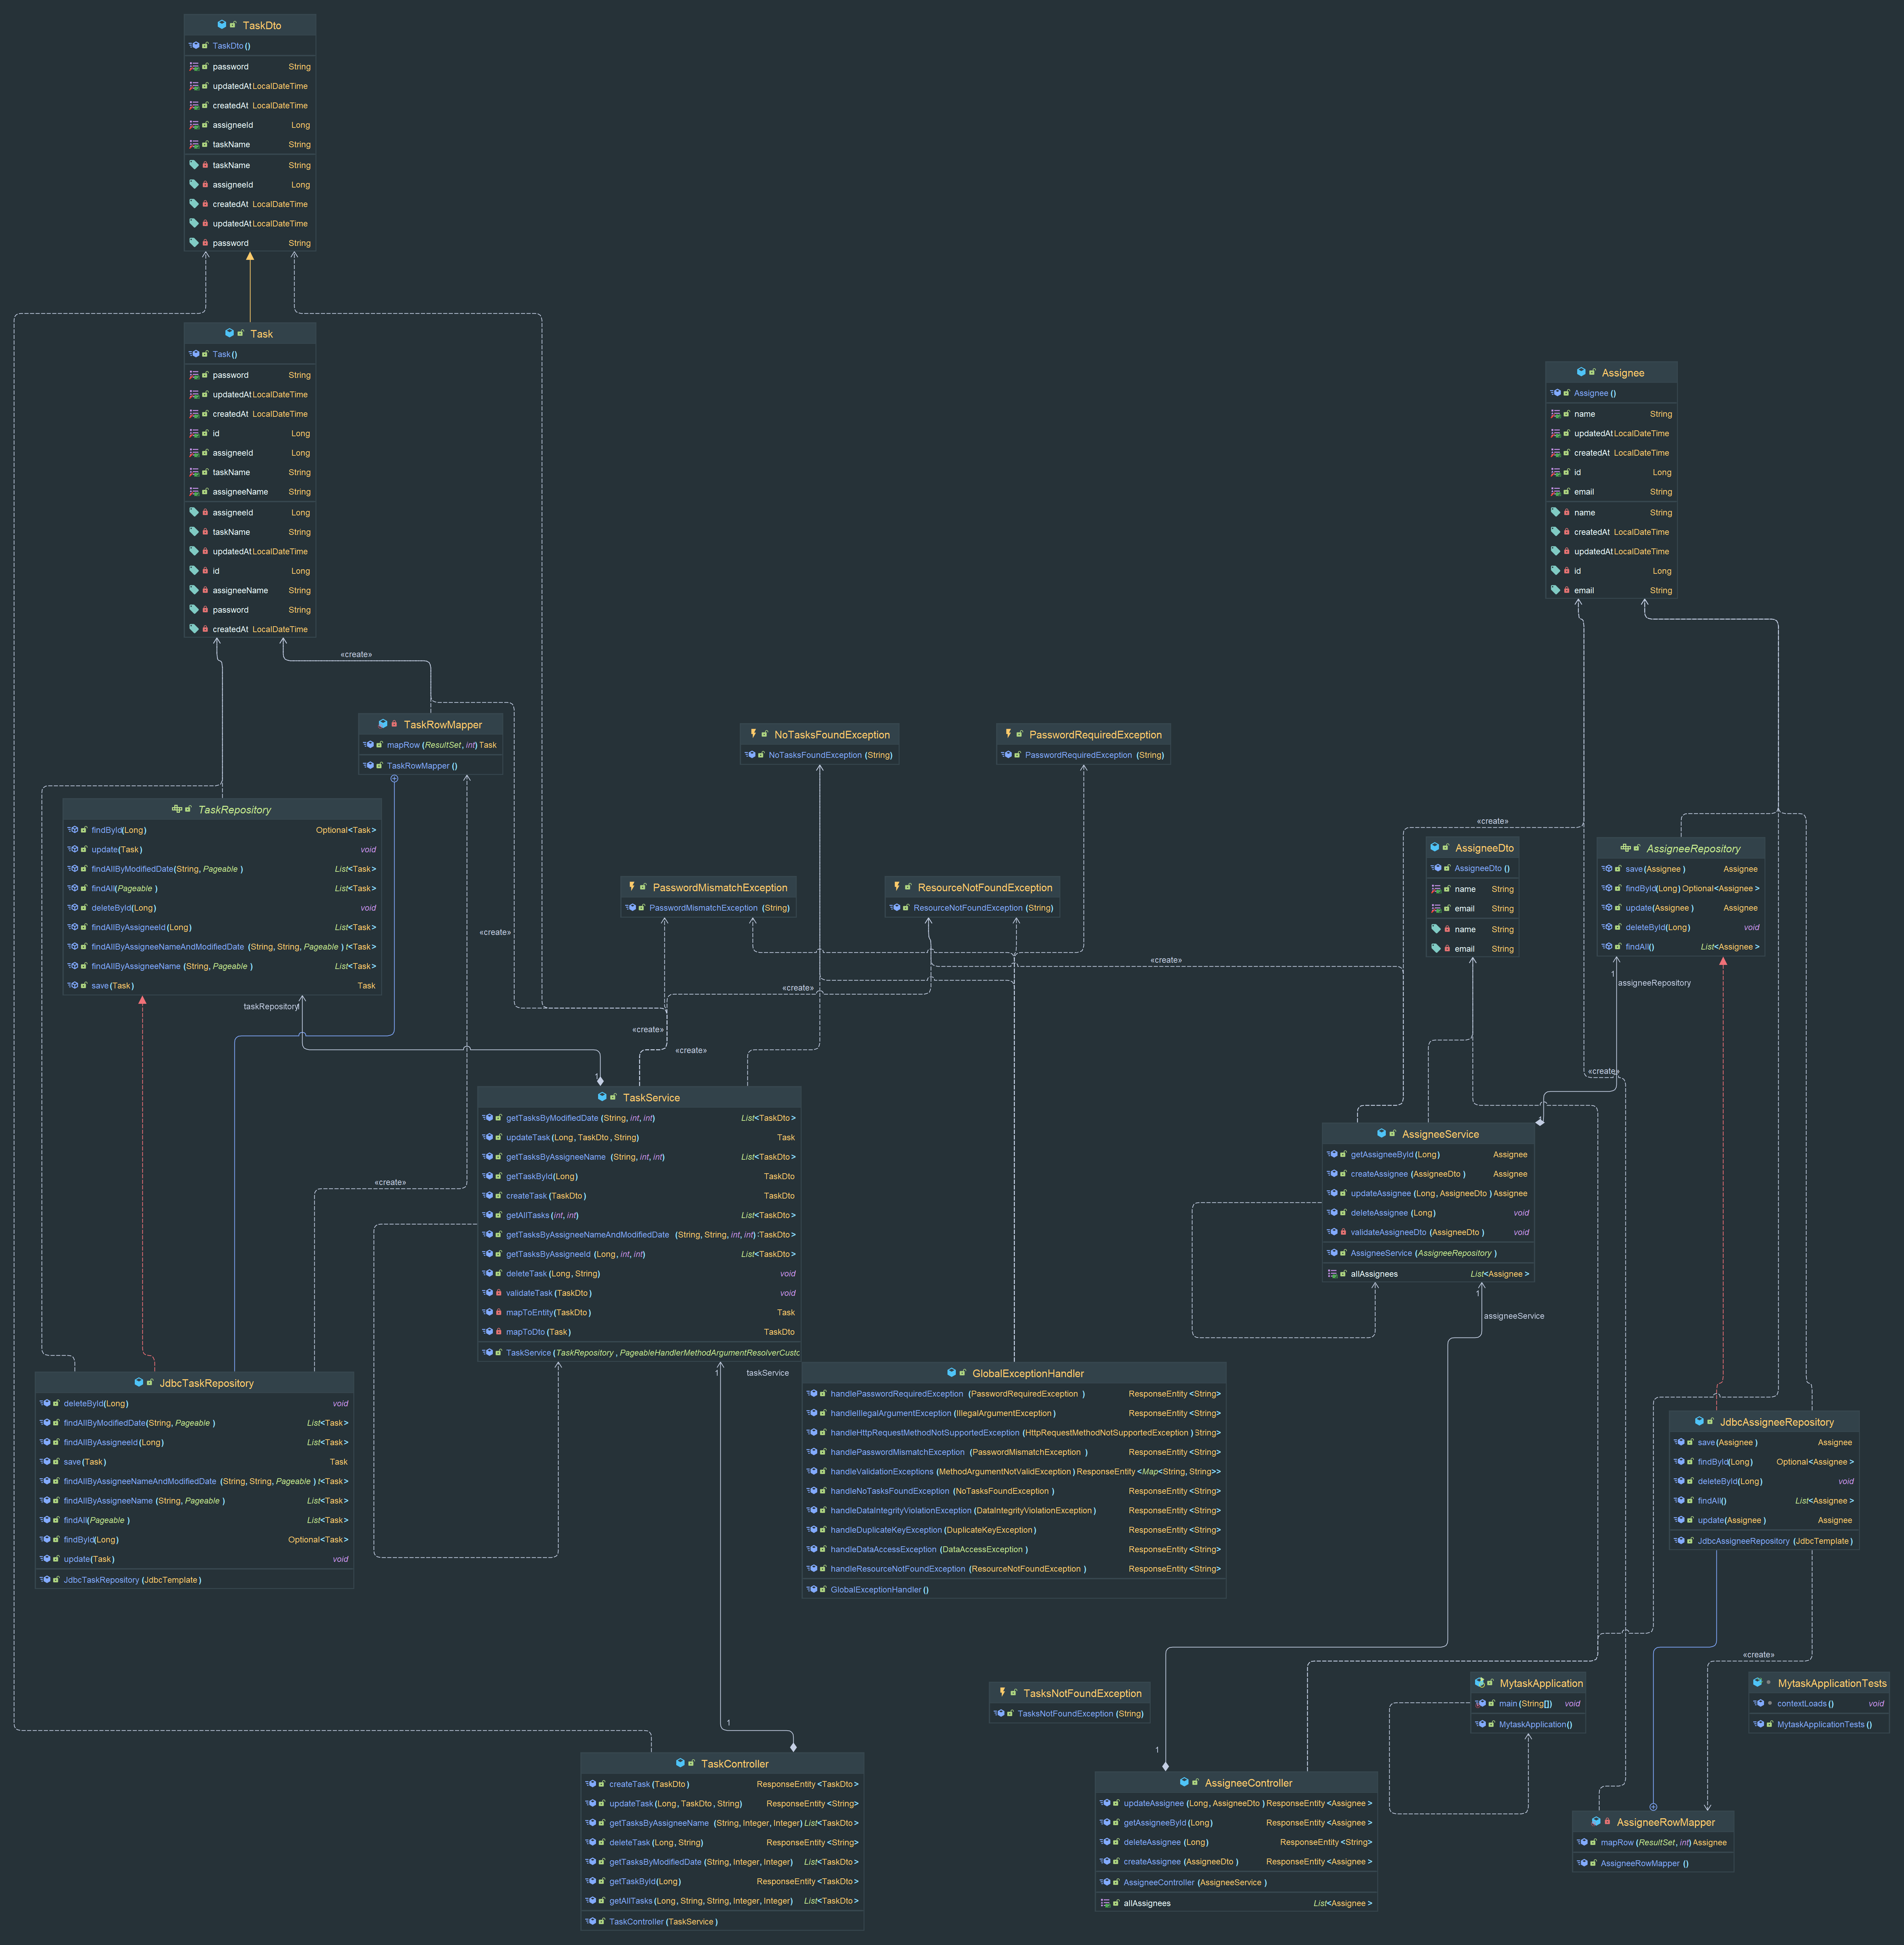 TaskDto
TaskDto()
password String
updatedAt LocalDateTime
createdAt LocalDateTime
assigneeId Long
taskName String
taskName String
assigneeId Long
createdAt LocalDateTime
updatedAt LocalDateTime
password String
Task
Task()
password String
updatedAt LocalDateTime
createdAt LocalDateTime
id Long
assigneeId Long
taskName String
assigneeName String
assigneeId Long
taskName String
updatedAt LocalDateTime
id Long
assigneeName String
password String
createdAt LocalDateTime
Assignee
Assignee()
name String
updatedAt LocalDateTime
createdAt LocalDateTime
id Long
email String
name String
createdAt LocalDateTime
updatedAt LocalDateTime
id Long
email String
«create»
TaskRowMapper
mapRow(ResultSet, int) Task
TaskRowMapper()
NoTasksFoundException
NoTasksFoundException(String)
PasswordRequiredException
PasswordRequiredException(String)
TaskRepository
findById(Long) Optional<Task>
update(Task) void
findAllByModifiedDate(String, Pageable) List<Task>
findAll(Pageable) List<Task>
deleteById(Long) void
findAllByAssigneeId(Long) List<Task>
findAllByAssigneeNameAndModifiedDate(String, String, Pageable) t<Task>
findAllByAssigneeName(String, Pageable) List<Task>
save(Task) Task
«create»
PasswordMismatchException
PasswordMismatchException(String)
ResourceNotFoundException
ResourceNotFoundException(String)
«create»
AssigneeDto
AssigneeDto()
name String
email String
name String
email String
AssigneeRepository
save(Assignee) Assignee
findById(Long) Optional<Assignee>
update(Assignee) Assignee
deleteById(Long) void
findAll() List<Assignee>
«create»
1
assigneeRepository
«create»
taskRepository
1
«create»
«create»
«create»
1
TaskService
getTasksByModifiedDate(String, int, int) List<TaskDto>
updateTask(Long, TaskDto, String) Task
getTasksByAssigneeName(String, int, int) List<TaskDto>
getTaskById(Long) TaskDto
createTask(TaskDto) TaskDto
getAllTasks(int, int) List<TaskDto>
getTasksByAssigneeNameAndModifiedDate(String, String, int, int) :TaskDto>
getTasksByAssigneeId(Long, int, int) List<TaskDto>
deleteTask(Long, String) void
validateTask(TaskDto) void
mapToEntity(TaskDto) Task
mapToDto(Task) TaskDto
TaskService(TaskRepository, PageableHandlerMethodArgumentResolverCustc
1
AssigneeService
getAssigneeById(Long) Assignee
createAssignee(AssigneeDto) Assignee
updateAssignee(Long, AssigneeDto) Assignee
deleteAssignee(Long) void
validateAssigneeDto(AssigneeDto) void
AssigneeService(AssigneeRepository)
allAssignees List<Assignee>
1
assigneeService
«create»
1
taskService
JdbcTaskRepository
deleteById(Long) void
findAllByModifiedDate(String, Pageable) List<Task>
findAllByAssigneeId(Long) List<Task>
save(Task) Task
findAllByAssigneeNameAndModifiedDate(String, String, Pageable) t<Task>
findAllByAssigneeName(String, Pageable) List<Task>
findAll(Pageable) List<Task>
findById(Long) Optional<Task>
update(Task) void
JdbcTaskRepository(JdbcTemplate)
GlobalExceptionHandler
handlePasswordRequiredException(PasswordRequiredException) ResponseEntity<String>
handleIllegalArgumentException(IllegalArgumentException) ResponseEntity<String>
handleHttpRequestMethodNotSupportedException(HttpRequestMethodNotSupportedException) String>
handlePasswordMismatchException(PasswordMismatchException) ResponseEntity<String>
handleValidationExceptions(MethodArgumentNotValidException) ResponseEntity<Map<String, String>>
handleNoTasksFoundException(NoTasksFoundException) ResponseEntity<String>
handleDataIntegrityViolationException(DataIntegrityViolationException) ResponseEntity<String>
handleDuplicateKeyException(DuplicateKeyException) ResponseEntity<String>
handleDataAccessException(DataAccessException) ResponseEntity<String>
handleResourceNotFoundException(ResourceNotFoundException) ResponseEntity<String>
GlobalExceptionHandler()
JdbcAssigneeRepository
save(Assignee) Assignee
findById(Long) Optional<Assignee>
deleteById(Long) void
findAll() List<Assignee>
update(Assignee) Assignee
JdbcAssigneeRepository(JdbcTemplate)
«create»
TasksNotFoundException
TasksNotFoundException(String)
MytaskApplication
main(String[]) void
MytaskApplication()
MytaskApplicationTests
contextLoads() void
MytaskApplicationTests()
1
1
TaskController
createTask(TaskDto) ResponseEntity<TaskDto>
updateTask(Long, TaskDto, String) ResponseEntity<String>
getTasksByAssigneeName(String, Integer, Integer) List<TaskDto>
deleteTask(Long, String) ResponseEntity<String>
getTasksByModifiedDate(String, Integer, Integer) List<TaskDto>
getTaskById(Long) ResponseEntity<TaskDto>
getAllTasks(Long, String, String, Integer, Integer) List<TaskDto>
TaskController(TaskService)
AssigneeController
updateAssignee(Long, AssigneeDto) ResponseEntity<Assignee>
getAssigneeById(Long) ResponseEntity<Assignee>
deleteAssignee(Long) ResponseEntity<String>
createAssignee(AssigneeDto) ResponseEntity<Assignee>
AssigneeController(AssigneeService)
allAssignees List<Assignee>
AssigneeRowMapper
mapRow(ResultSet, int) Assignee
AssigneeRowMapper()